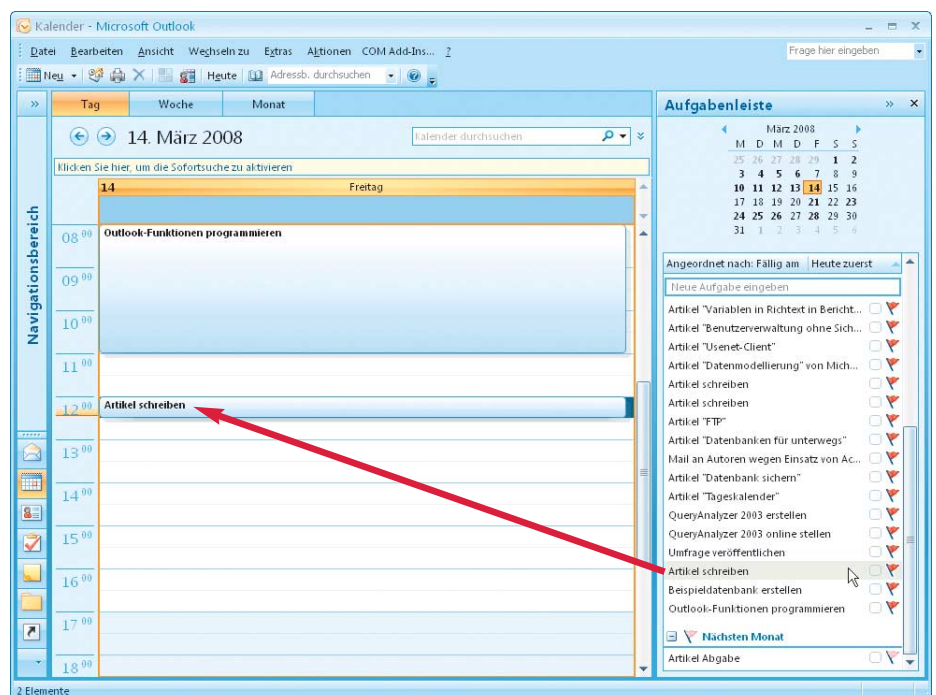 Kalender - Microsoft Outlook
Datei Bearbeiten Ansicht Wechseln zu Extras Aktionen COM Add-Ins... ?
Frage hier eingeben
Neu Heute Adressb. durchsuchen
Tag Woche Monat
14. März 2008
Kalender durchsuchen
Klicken Sie hier, um die Sofortsuche zu aktivieren
14 Freitag
08 00
Outlook-Funktionen programmieren
09 00
10 00
11 00
12 00
Artikel schreiben
13 00
14 00
15 00
16 00
17 00
18 00
Navigationsbereich
Aufgabenleiste
März 2008
M D M D F S S
25 26 27 28 29 1 2
3 4 5 6 7 8 9
10 11 12 13 14 15 16
17 18 19 20 21 22 23
24 25 26 27 28 29 30
31 1 2 3 4 5 6
Angeordnet nach: Fällig am Heute zuerst
Neue Aufgabe eingeben
Artikel "Variablen in Richtext in Bericht...
Artikel "Benutzerverwaltung ohne Sich...
Artikel "Usenet-Client"
Artikel "Datenmodellierung" von Mich...
Artikel schreiben
Artikel schreiben
Artikel "FTP"
Artikel "Datenbanken für unterwegs"
Mail an Autoren wegen Einsatz von Ac...
Artikel "Datenbank sichern"
Artikel "Tageskalender"
QueryAnalyzer 2003 erstellen
QueryAnalyzer 2003 online stellen
Umfrage veröffentlichen
Artikel schreiben
Beispieldatenbank erstellen
Outlook-Funktionen programmieren
Nächsten Monat
Artikel Abgabe
2 Elemente